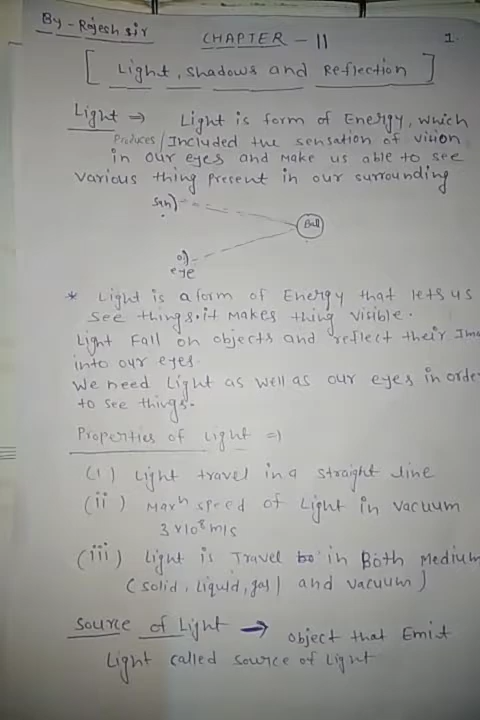 By - Rajesh sir
CHAPTER - 11
1.
[ Light, Shadows and Reflection ]
Light ⇒ Light is form of Energy, which
Produces/Included the sensation of vision
in our eyes and make us able to see
various thing present in our surrounding
Sun
Ball
eye
* Light is a form of Energy that lets us
see things. it makes thing visible.
Light Fall on objects and reflect their Ima
into our eyes.
We need Light as well as our eyes in orde
to see things.
Properties of Light =)
(i) Light travel in a straight line
(ii) Maxm speed of Light in vacuum
3 x 10⁸ m/s
(iii) Light is Travel in Both Medium
(solid, Liquid, gas) and vacuum)
Source of Light → object that Emit
Light called source of Light